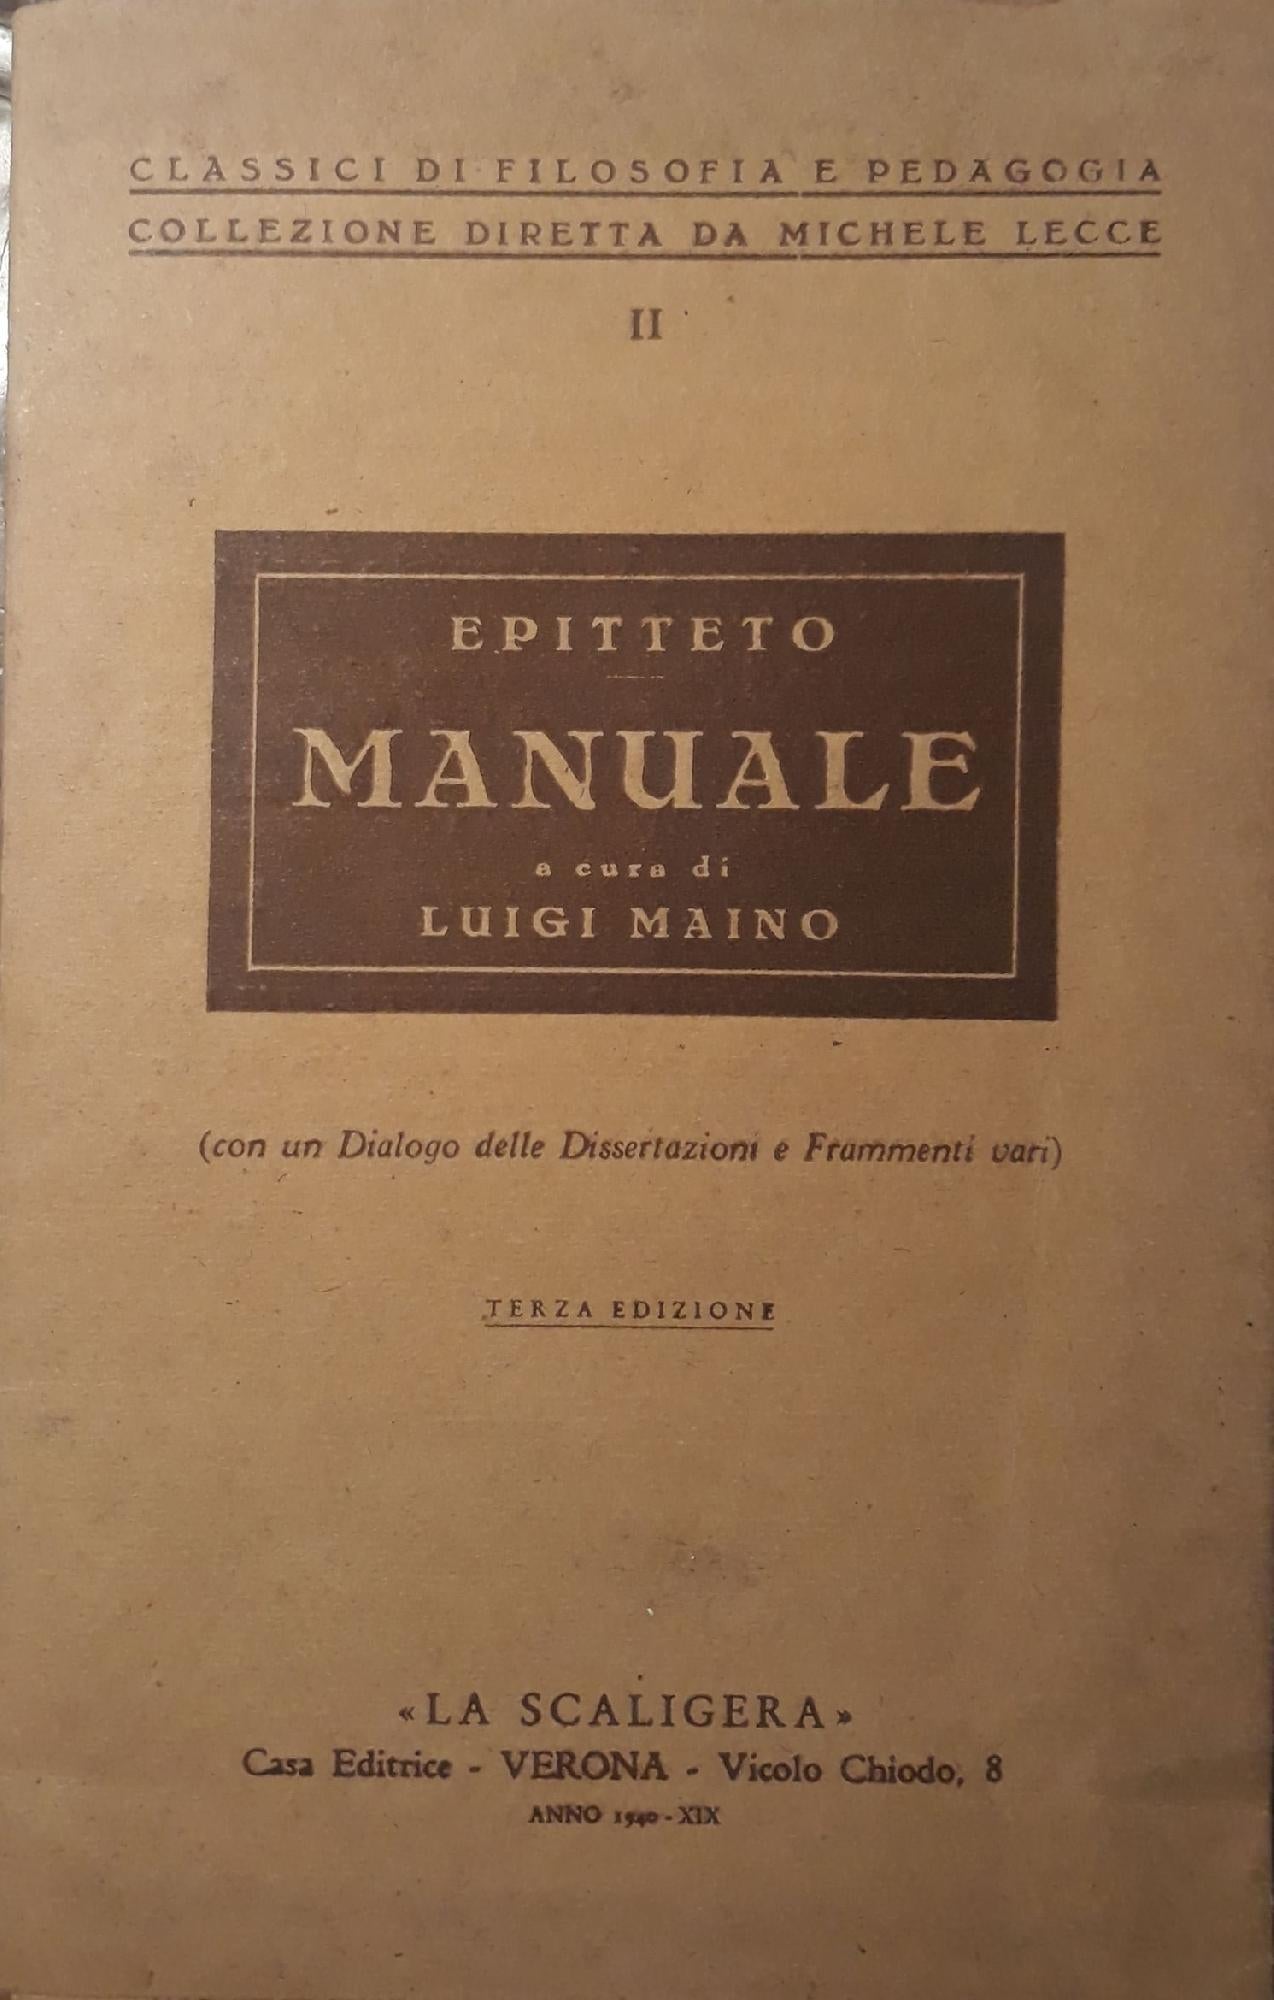 CLASSICI DI FILOSOFIA E PEDAGOGIA
COLLEZIONE DIRETTA DA MICHELE LECCE
II
EPITTETO
MANUALE
a cura di
LUIGI MAINO
(con un Dialogo delle Dissertazioni e Frammenti vari)
TERZA EDIZIONE
«LA SCALIGERA»
Casa Editrice - VERONA - Vicolo Chiodo, 8
ANNO 1940 - XIX